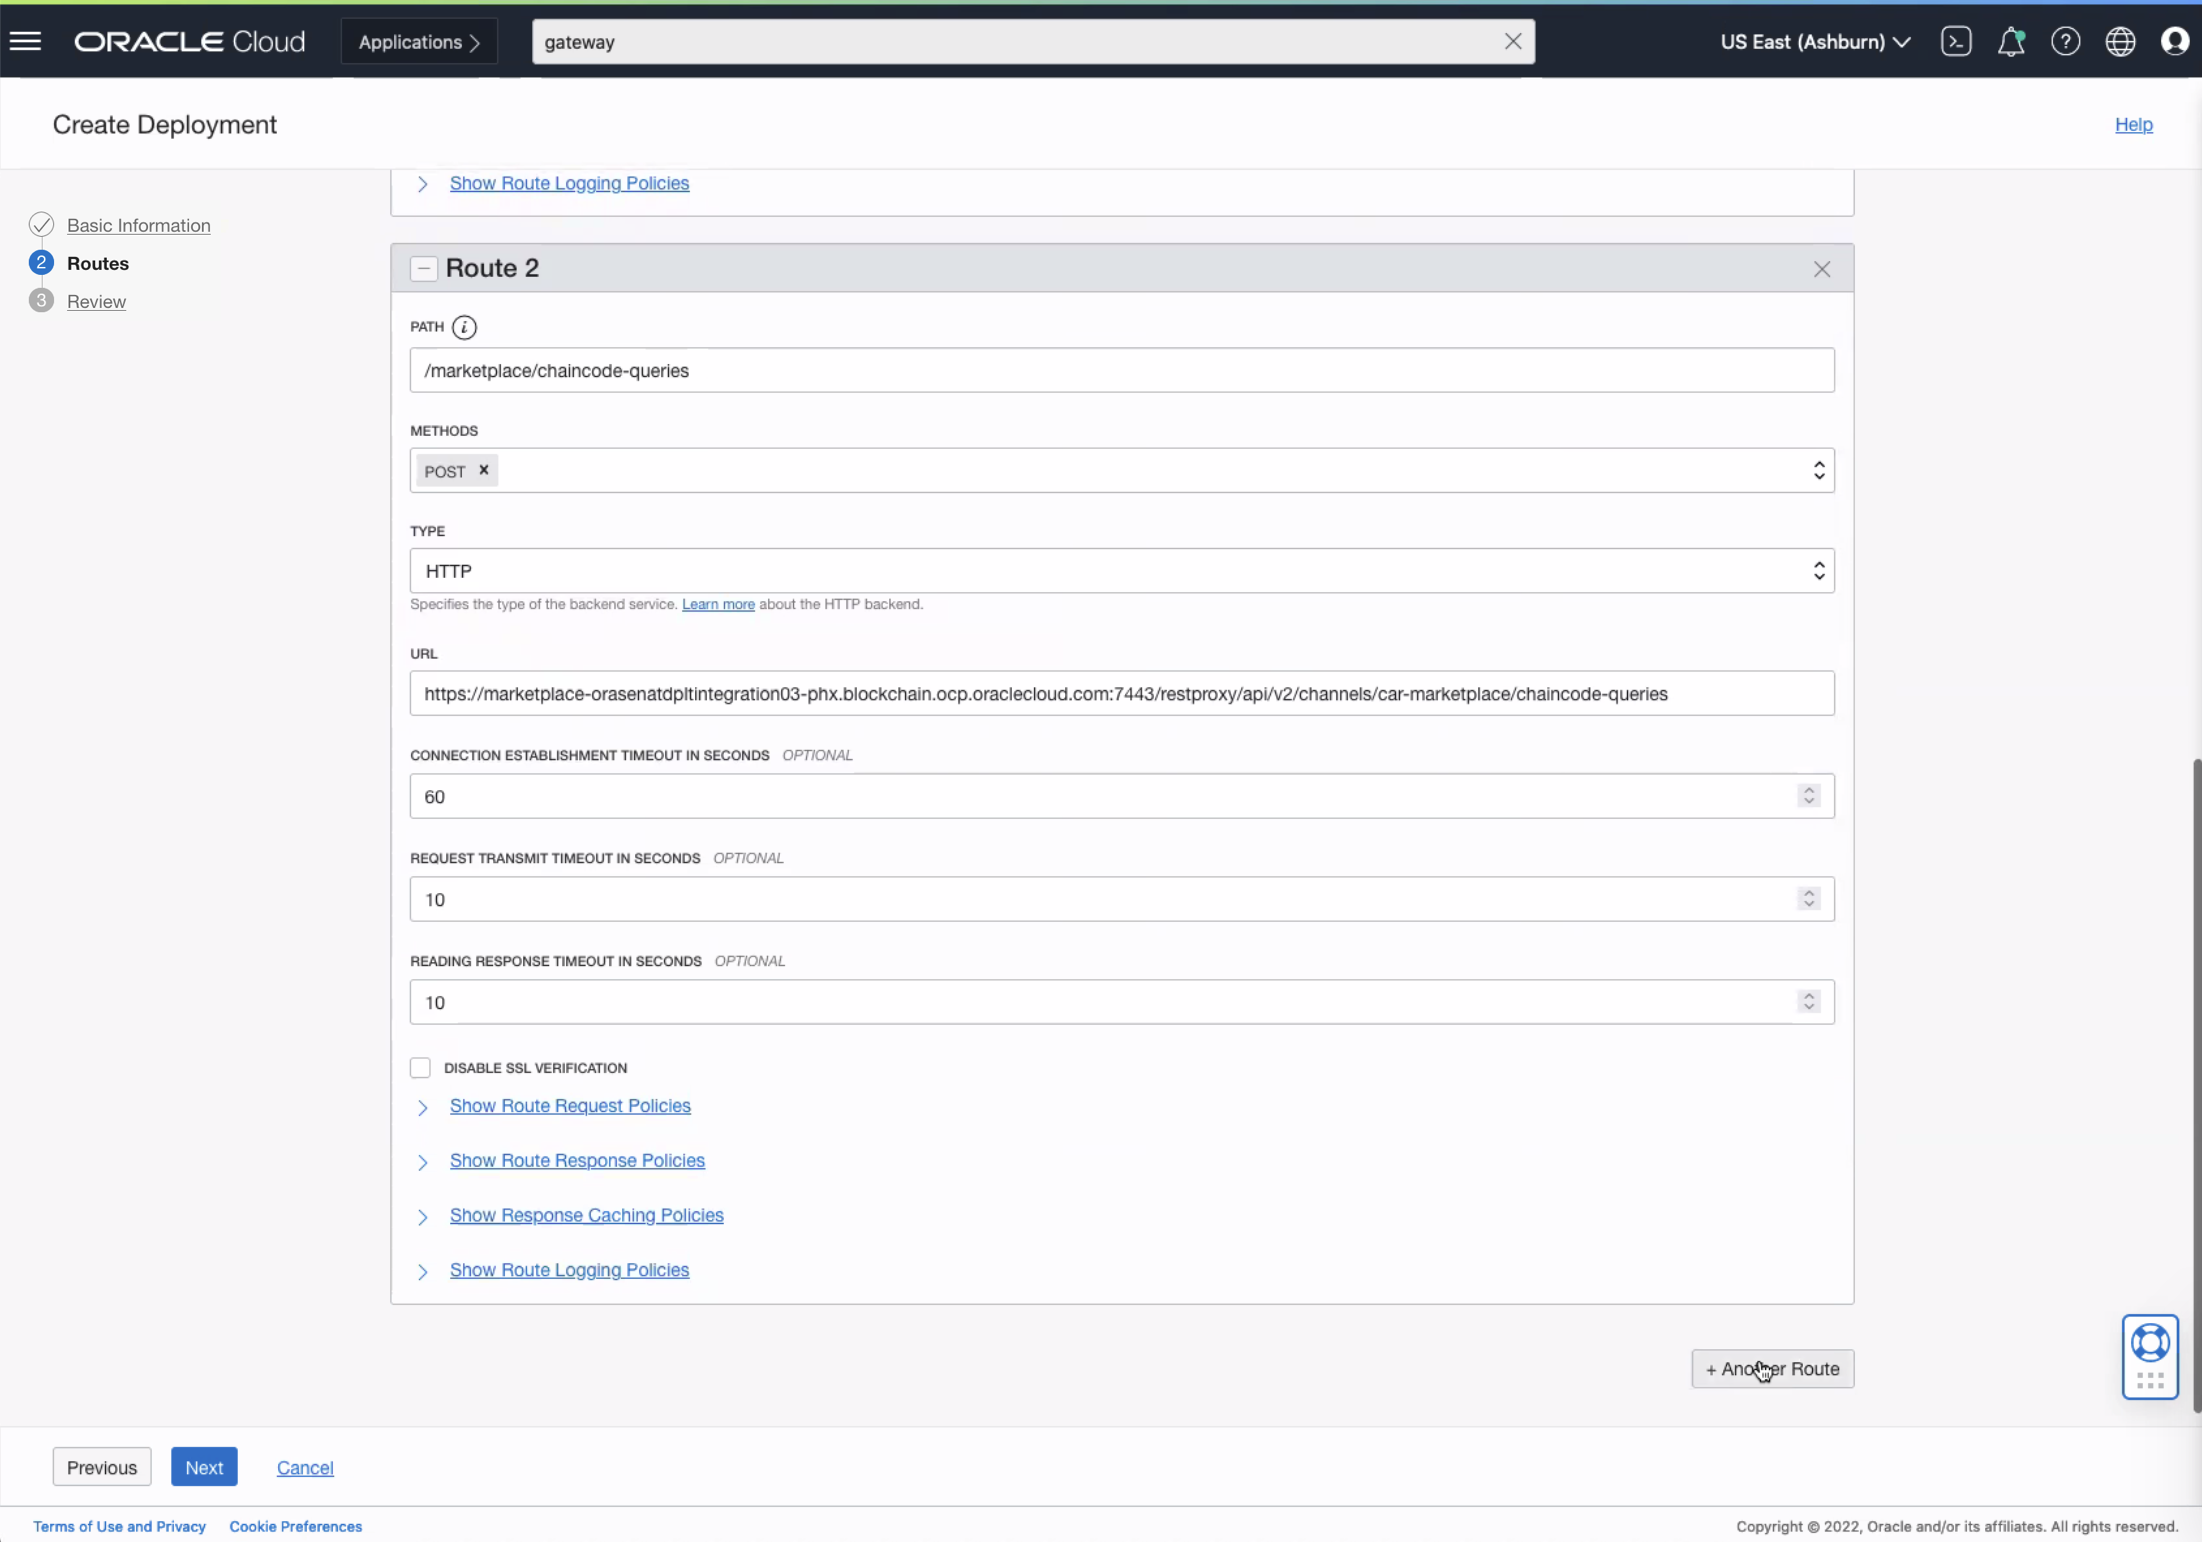 ORACLE Cloud
Applications
gateway
US East (Ashburn)
Create Deployment
Help
Show Route Logging Policies
Basic Information
2 Routes
3 Review
Route 2
PATH i
/marketplace/chaincode-queries
METHODS
POST ×
TYPE
HTTP
Specifies the type of the backend service. Learn more about the HTTP backend.
URL
https://marketplace-orasenatdpltintegration03-phx.blockchain.ocp.oraclecloud.com:7443/restproxy/api/v2/channels/car-marketplace/chaincode-queries
CONNECTION ESTABLISHMENT TIMEOUT IN SECONDS OPTIONAL
60
REQUEST TRANSMIT TIMEOUT IN SECONDS OPTIONAL
10
READING RESPONSE TIMEOUT IN SECONDS OPTIONAL
10
DISABLE SSL VERIFICATION
Show Route Request Policies
Show Route Response Policies
Show Response Caching Policies
Show Route Logging Policies
+ Another Route
Previous Next Cancel
Terms of Use and Privacy Cookie Preferences
Copyright © 2022, Oracle and/or its affiliates. All rights reserved.